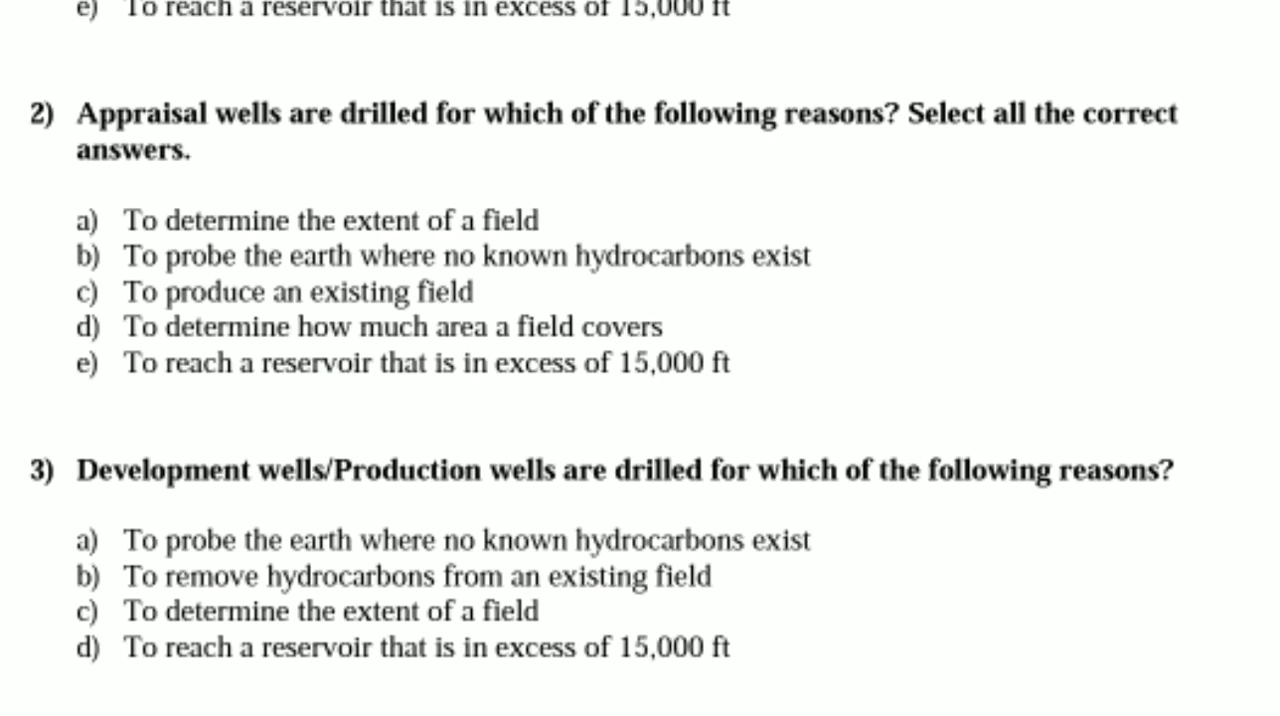 e) To reach a reservoir that is in excess of 15,000 ft
2) Appraisal wells are drilled for which of the following reasons? Select all the correct
answers.
a) To determine the extent of a field
b) To probe the earth where no known hydrocarbons exist
c) To produce an existing field
d) To determine how much area a field covers
e) To reach a reservoir that is in excess of 15,000 ft
3) Development wells/Production wells are drilled for which of the following reasons?
a) To probe the earth where no known hydrocarbons exist
b) To remove hydrocarbons from an existing field
c) To determine the extent of a field
d) To reach a reservoir that is in excess of 15,000 ft